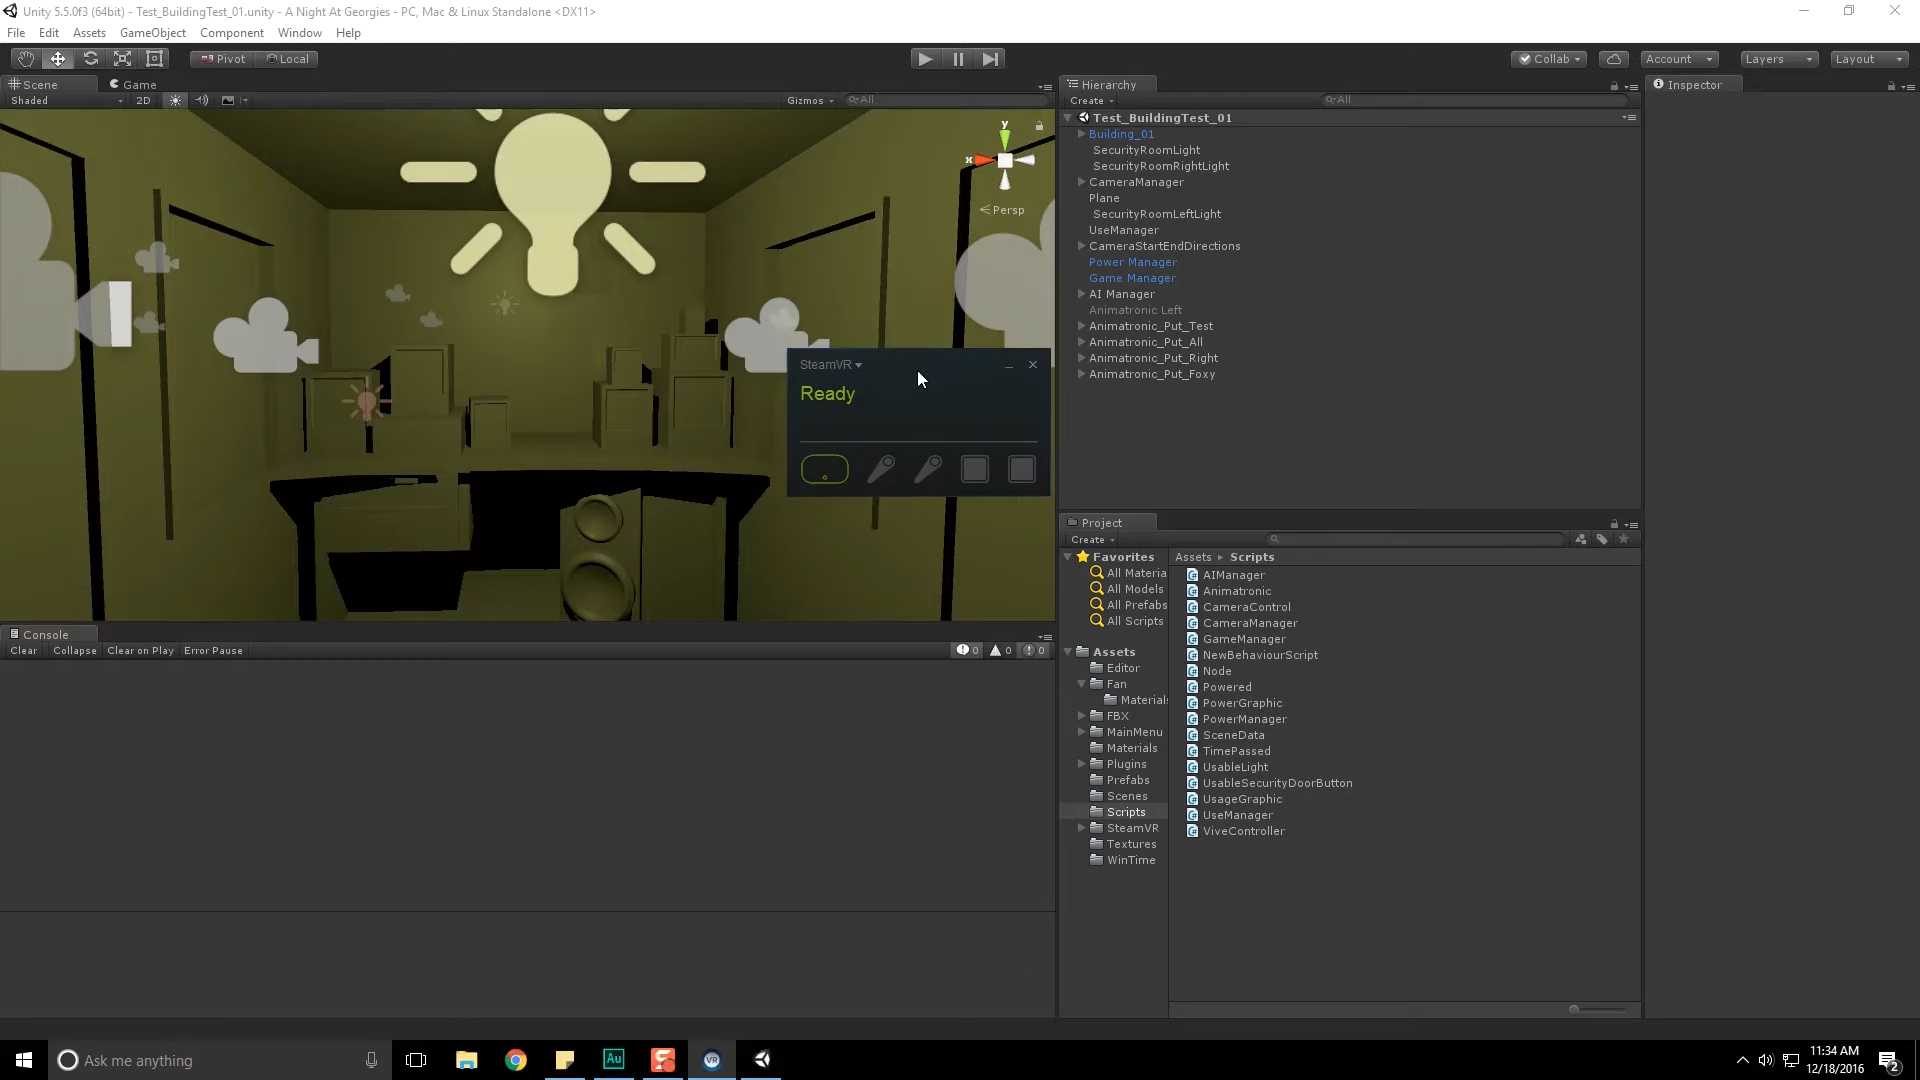 Unity 5.5.0f3 (64bit) - Test_BuildingTest_01.unity - A Night At Georgies - PC, Mac & Linux Standalone <DX11>
File Edit Assets GameObject Component Window Help
Pivot Local Collab Account Layers Layout
Scene Game
Shaded 2D Gizmos All
y
x
Persp
SteamVR
Ready
Console
Clear Collapse Clear on Play Error Pause 0 0 0
Hierarchy
Create All
Test_BuildingTest_01
Building_01
SecurityRoomLight
SecurityRoomRightLight
CameraManager
Plane
SecurityRoomLeftLight
UseManager
CameraStartEndDirections
Power Manager
Game Manager
AI Manager
Animatronic Left
Animatronic_Put_Test
Animatronic_Put_All
Animatronic_Put_Right
Animatronic_Put_Foxy
Inspector
Project
Create
Favorites
All Materia
All Models
All Prefabs
All Scripts
Assets
Editor
Fan
Material
FBX
MainMenu
Materials
Plugins
Prefabs
Scenes
Scripts
SteamVR
Textures
WinTime
Assets Scripts
AIManager
Animatronic
CameraControl
CameraManager
GameManager
NewBehaviourScript
Node
Powered
PowerGraphic
PowerManager
SceneData
TimePassed
UsableLight
UsableSecurityDoorButton
UsageGraphic
UseManager
ViveController
Ask me anything
Au
VR
11:34 AM
12/18/2016
2